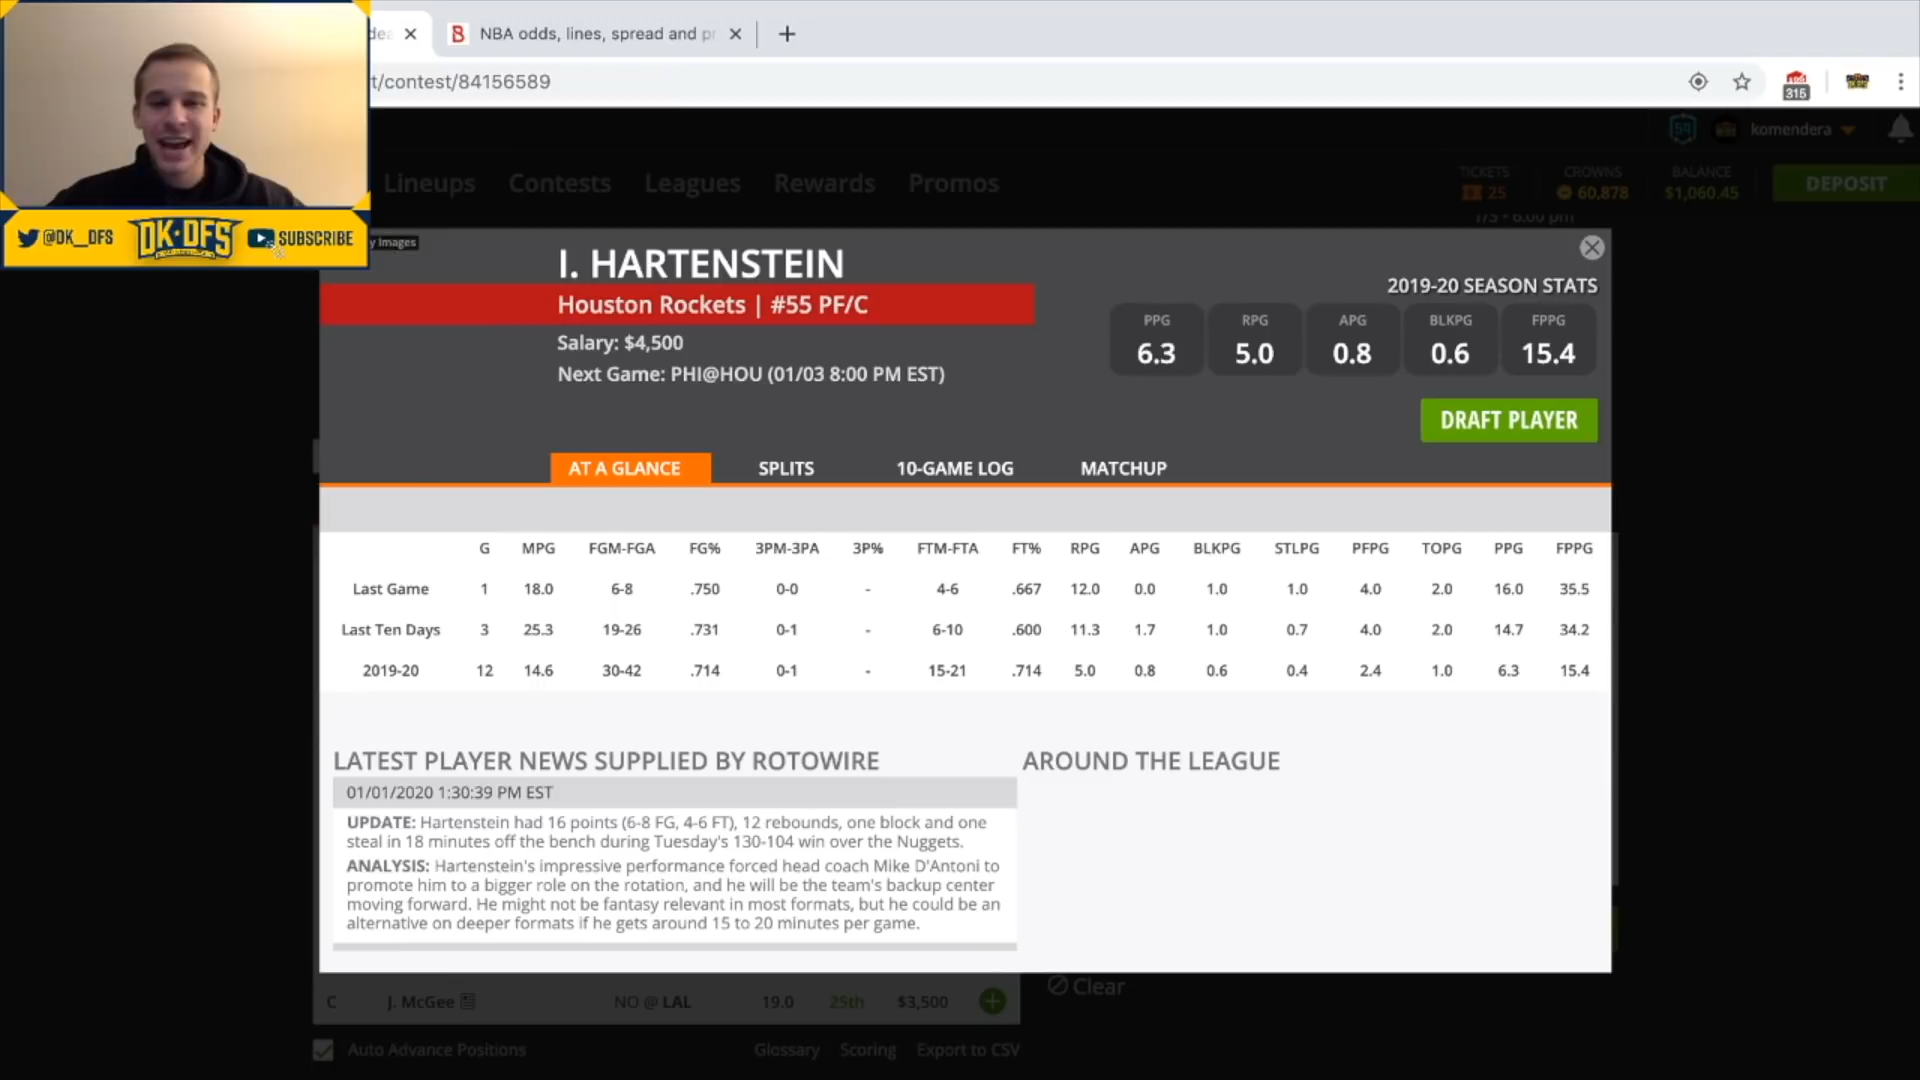 NBA odds, lines, spread and pr
t/contest/84156589
315
59
komendera
Lineups Contests Leagues Rewards Promos
TICKETS 25
CROWNS 60,878
BALANCE $1,060.45
DEPOSIT
@DK__DFS DK★DFS SUBSCRIBE
y Images
I. HARTENSTEIN
Houston Rockets | #55 PF/C
Salary: $4,500
Next Game: PHI@HOU (01/03 8:00 PM EST)
2019-20 SEASON STATS
PPG RPG APG BLKPG FPPG
6.3 5.0 0.8 0.6 15.4
DRAFT PLAYER
AT A GLANCE SPLITS 10-GAME LOG MATCHUP
G MPG FGM-FGA FG% 3PM-3PA 3P% FTM-FTA FT% RPG APG BLKPG STLPG PFPG TOPG PPG FPPG
Last Game 1 18.0 6-8 .750 0-0 - 4-6 .667 12.0 0.0 1.0 1.0 4.0 2.0 16.0 35.5
Last Ten Days 3 25.3 19-26 .731 0-1 - 6-10 .600 11.3 1.7 1.0 0.7 4.0 2.0 14.7 34.2
2019-20 12 14.6 30-42 .714 0-1 - 15-21 .714 5.0 0.8 0.6 0.4 2.4 1.0 6.3 15.4
LATEST PLAYER NEWS SUPPLIED BY ROTOWIRE
01/01/2020 1:30:39 PM EST
UPDATE: Hartenstein had 16 points (6-8 FG, 4-6 FT), 12 rebounds, one block and one
steal in 18 minutes off the bench during Tuesday's 130-104 win over the Nuggets.
ANALYSIS: Hartenstein's impressive performance forced head coach Mike D'Antoni to
promote him to a bigger role on the rotation, and he will be the team's backup center
moving forward. He might not be fantasy relevant in most formats, but he could be an
alternative on deeper formats if he gets around 15 to 20 minutes per game.
AROUND THE LEAGUE
C J. McGee NO @ LAL 19.0 25th $3,500
Clear
Auto Advance Positions Glossary Scoring Export to CSV